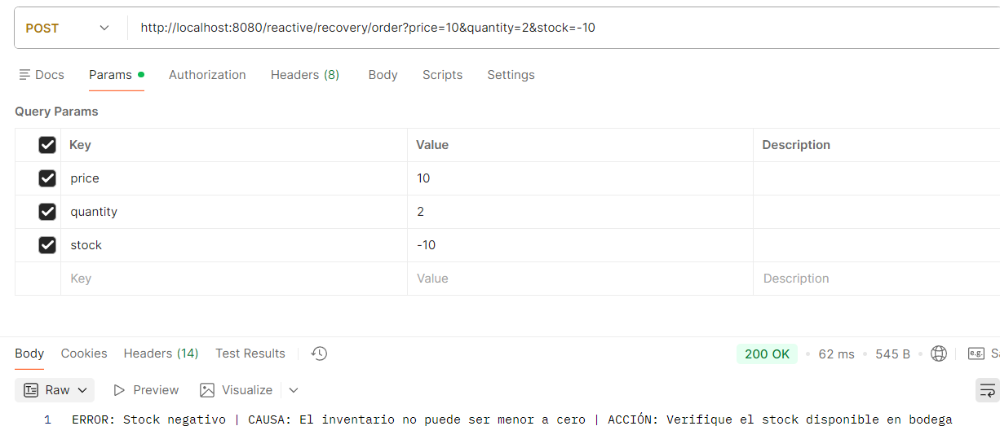 POST http://localhost:8080/reactive/recovery/order?price=10&quantity=2&stock=-10
Docs Params Authorization Headers (8) Body Scripts Settings
Query Params
Key Value Description
price 10
quantity 2
stock -10
Key Value Description
Body Cookies Headers (14) Test Results 200 OK 62 ms 545 B e.g.
Raw Preview Visualize
1 ERROR: Stock negativo | CAUSA: El inventario no puede ser menor a cero | ACCIÓN: Verifique el stock disponible en bodega